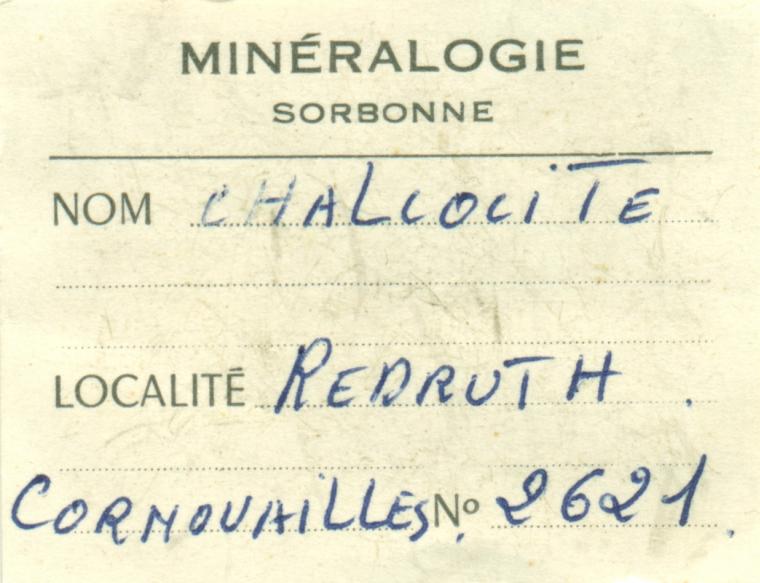 MINÉRALOGIE
SORBONNE
NOM CHALCOCITE
LOCALITÉ REDRUTH.
CORNOUAILLES. Nº 2621.